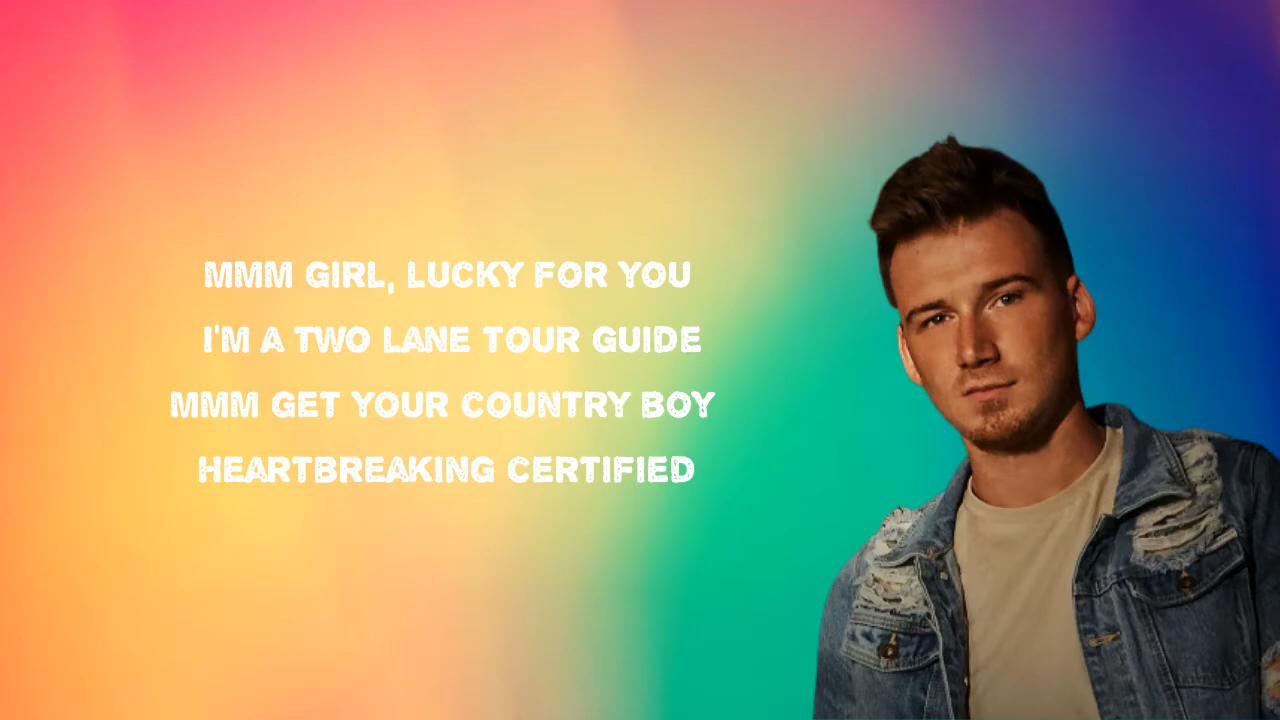 MMM GIRL, LUCKY FOR YOU
I'M A TWO LANE TOUR GUIDE
MMM GET YOUR COUNTRY BOY
HEARTBREAKING CERTIFIED